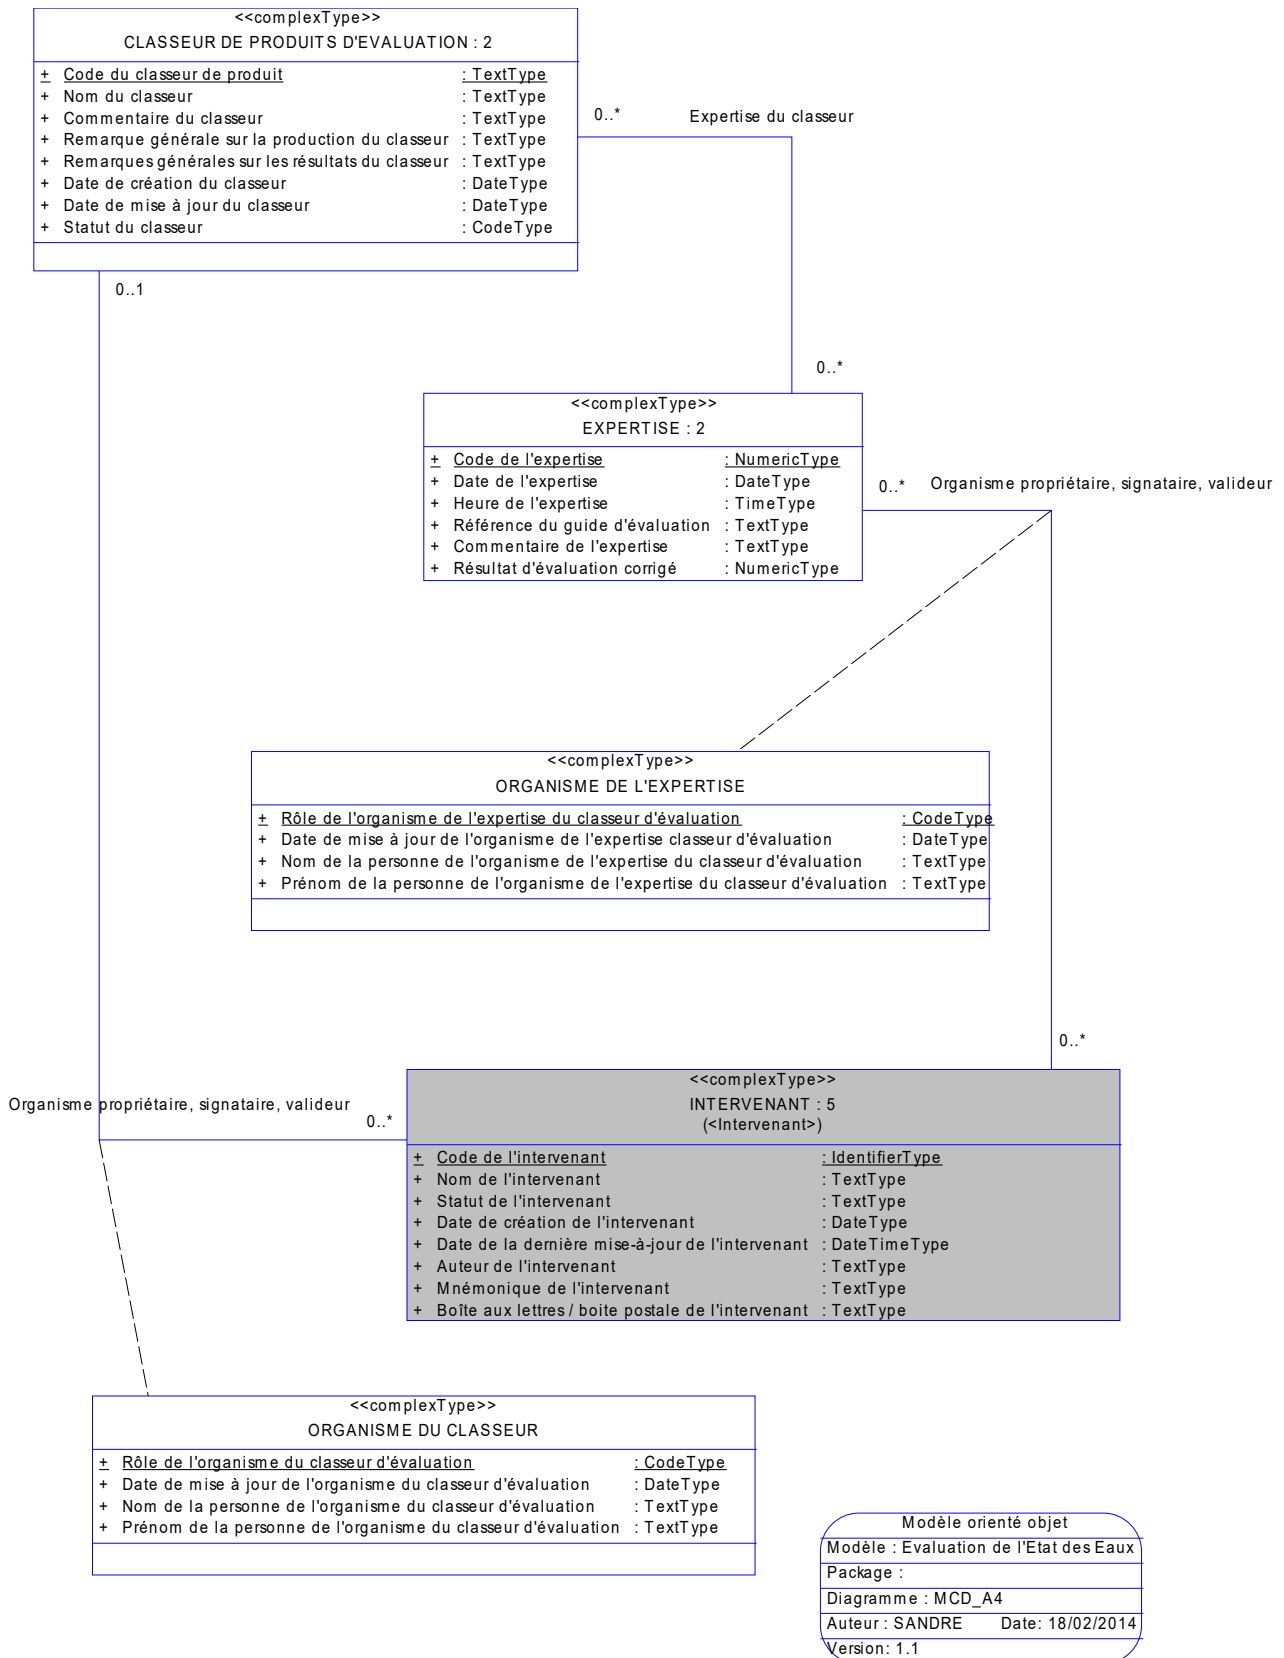 <<complexType>>
CLASSEUR DE PRODUITS D'EVALUATION : 2
+ Code du classeur de produit : TextType
+ Nom du classeur : TextType
+ Commentaire du classeur : TextType
+ Remarque générale sur la production du classeur : TextType
+ Remarques générales sur les résultats du classeur : TextType
+ Date de création du classeur : DateType
+ Date de mise à jour du classeur : DateType
+ Statut du classeur : CodeType
0..* Expertise du classeur
0..1
0..*
<<complexType>>
EXPERTISE : 2
+ Code de l'expertise : NumericType
+ Date de l'expertise : DateType
+ Heure de l'expertise : TimeType
+ Référence du guide d'évaluation : TextType
+ Commentaire de l'expertise : TextType
+ Résultat d'évaluation corrigé : NumericType
0..* Organisme propriétaire, signataire, valideur
<<complexType>>
ORGANISME DE L'EXPERTISE
+ Rôle de l'organisme de l'expertise du classeur d'évaluation : CodeType
+ Date de mise à jour de l'organisme de l'expertise classeur d'évaluation : DateType
+ Nom de la personne de l'organisme de l'expertise du classeur d'évaluation : TextType
+ Prénom de la personne de l'organisme de l'expertise du classeur d'évaluation : TextType
0..*
Organisme propriétaire, signataire, valideur
0..*
<<complexType>>
INTERVENANT : 5
(<Intervenant>)
+ Code de l'intervenant : IdentifierType
+ Nom de l'intervenant : TextType
+ Statut de l'intervenant : TextType
+ Date de création de l'intervenant : DateType
+ Date de la dernière mise-à-jour de l'intervenant : DateTimeType
+ Auteur de l'intervenant : TextType
+ Mnémonique de l'intervenant : TextType
+ Boîte aux lettres / boite postale de l'intervenant : TextType
<<complexType>>
ORGANISME DU CLASSEUR
+ Rôle de l'organisme du classeur d'évaluation : CodeType
+ Date de mise à jour de l'organisme du classeur d'évaluation : DateType
+ Nom de la personne de l'organisme du classeur d'évaluation : TextType
+ Prénom de la personne de l'organisme du classeur d'évaluation : TextType
Modèle orienté objet
Modèle : Evaluation de l'Etat des Eaux
Package :
Diagramme : MCD_A4
Auteur : SANDRE Date: 18/02/2014
Version: 1.1